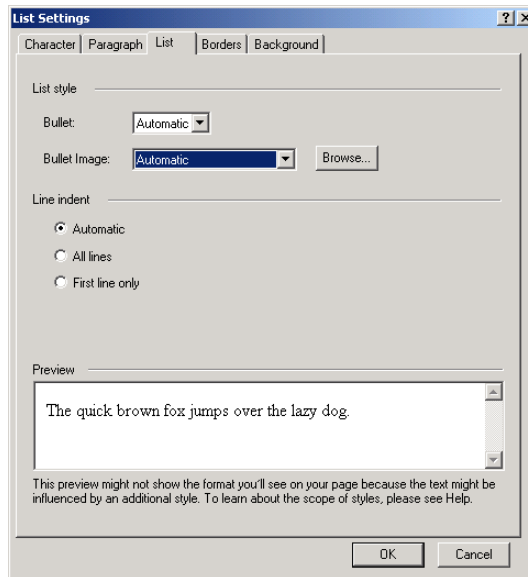 List Settings
Character Paragraph List Borders Background
List style
Bullet: Automatic
Bullet Image: Automatic Browse...
Line indent
Automatic
All lines
First line only
Preview
The quick brown fox jumps over the lazy dog.
This preview might not show the format you'll see on your page because the text might be
influenced by an additional style. To learn about the scope of styles, please see Help.
OK Cancel